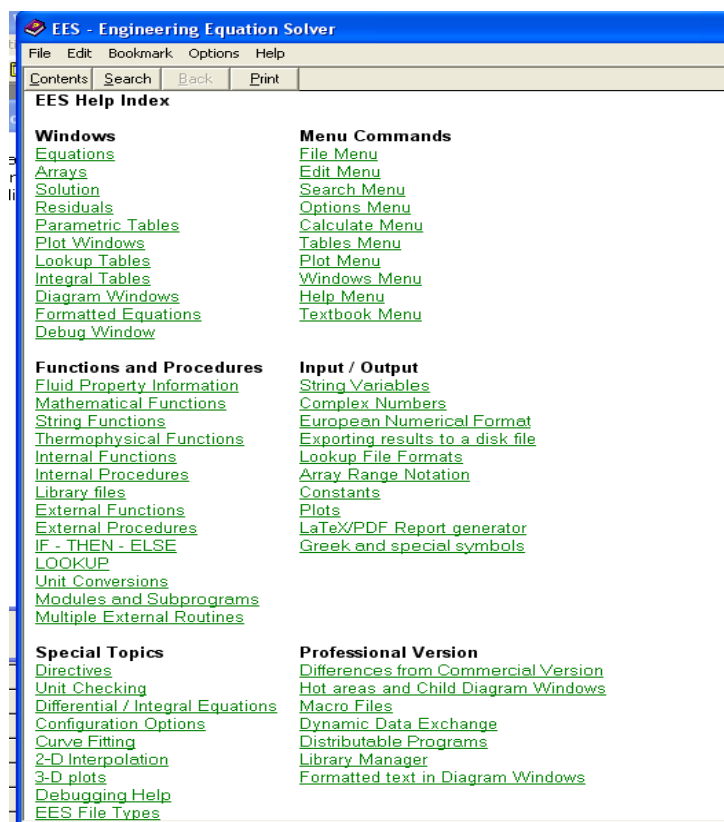 EES - Engineering Equation Solver
File Edit Bookmark Options Help
Contents Search Back Print
EES Help Index
Windows
Equations
Arrays
Solution
Residuals
Parametric Tables
Plot Windows
Lookup Tables
Integral Tables
Diagram Windows
Formatted Equations
Debug Window
Menu Commands
File Menu
Edit Menu
Search Menu
Options Menu
Calculate Menu
Tables Menu
Plot Menu
Windows Menu
Help Menu
Textbook Menu
Functions and Procedures
Fluid Property Information
Mathematical Functions
String Functions
Thermophysical Functions
Internal Functions
Internal Procedures
Library files
External Functions
External Procedures
IF - THEN - ELSE
LOOKUP
Unit Conversions
Modules and Subprograms
Multiple External Routines
Input / Output
String Variables
Complex Numbers
European Numerical Format
Exporting results to a disk file
Lookup File Formats
Array Range Notation
Constants
Plots
LaTeX/PDF Report generator
Greek and special symbols
Special Topics
Directives
Unit Checking
Differential / Integral Equations
Configuration Options
Curve Fitting
2-D Interpolation
3-D plots
Debugging Help
EES File Types
Professional Version
Differences from Commercial Version
Hot areas and Child Diagram Windows
Macro Files
Dynamic Data Exchange
Distributable Programs
Library Manager
Formatted text in Diagram Windows